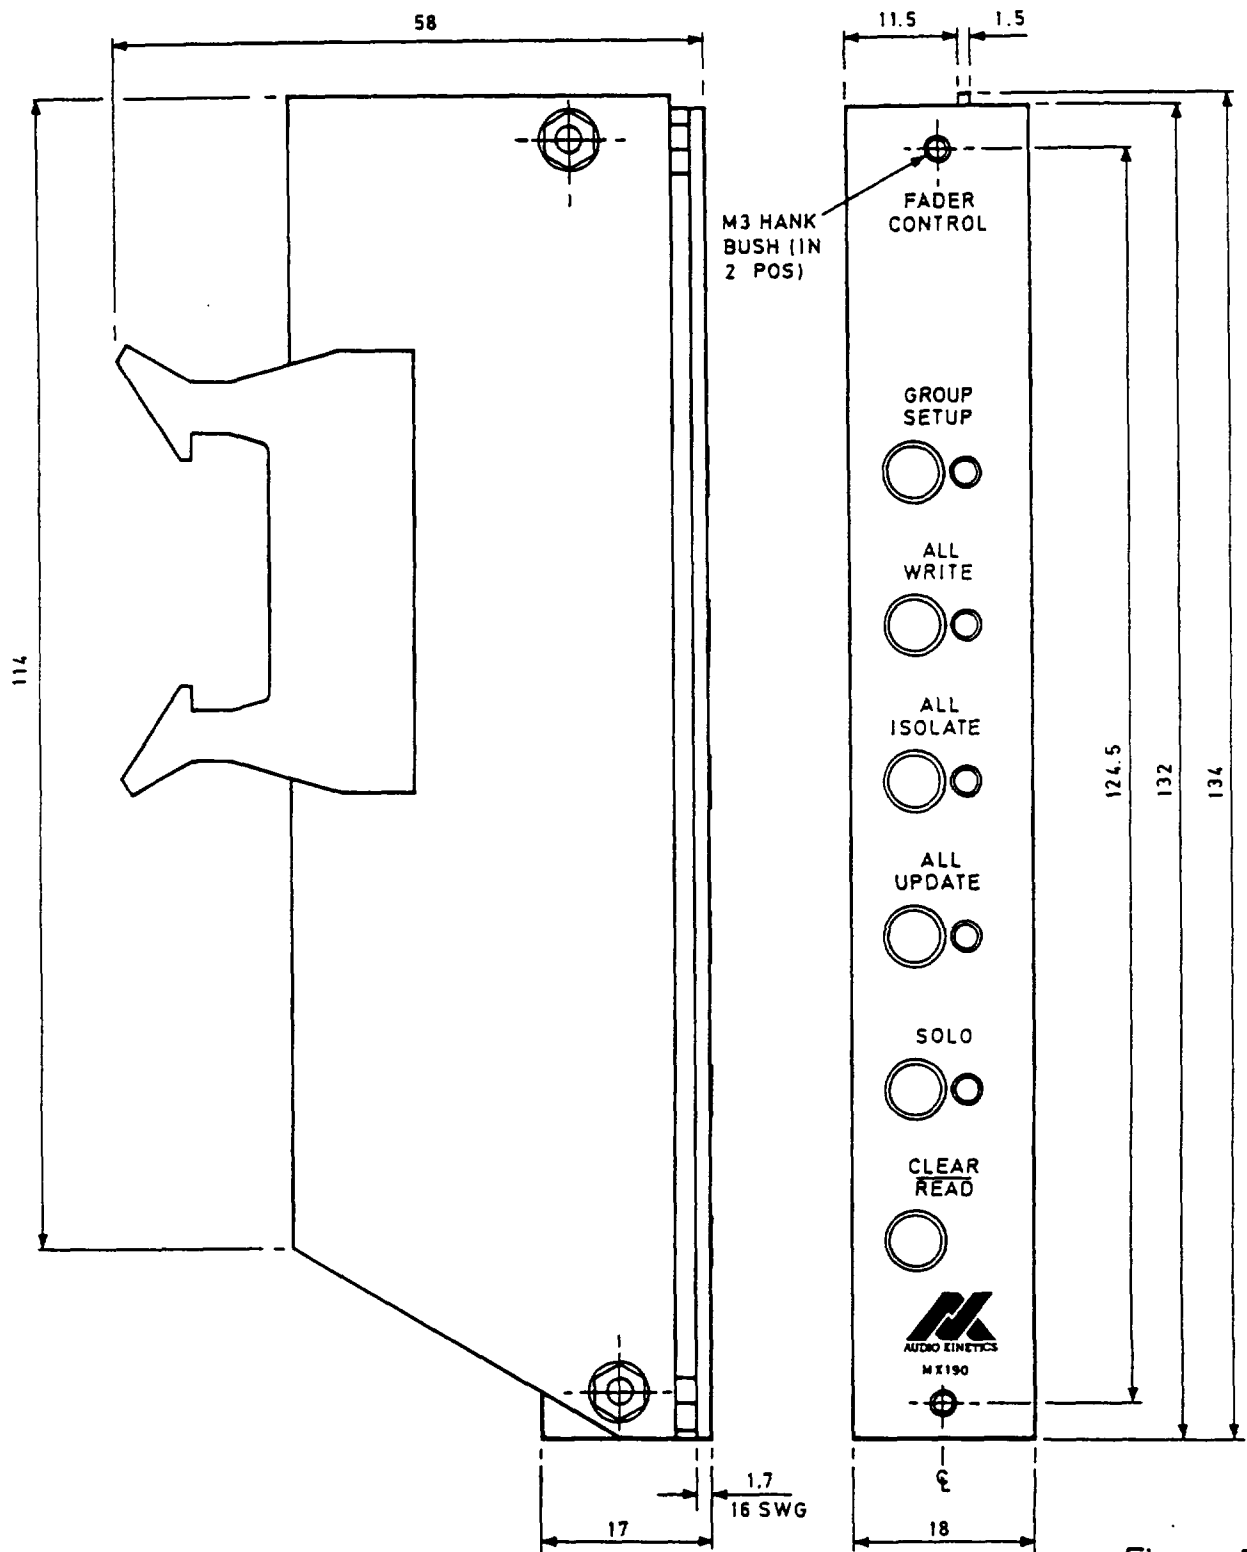 58
11.5
1.5
M3 HANK
BUSH (IN
2 POS)
FADER
CONTROL
GROUP
SETUP
ALL
WRITE
114
ALL
ISOLATE
124.5
132
134
ALL
UPDATE
SOLO
CLEAR
READ
AUDIO KINETICS
MX190
1.7
16 SWG
17
18